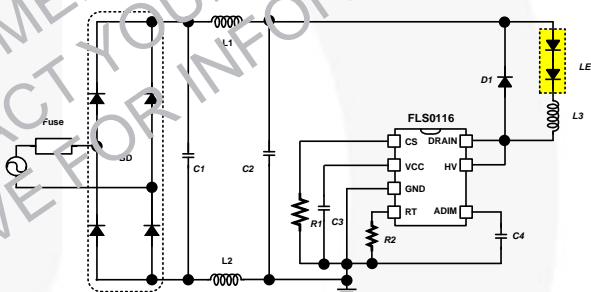 L1
D1
LE
L3
FLS0116
CS
DRAIN
VCC
HV
GND
RT
ADIM
Fuse
BD
C1
C2
R1
C3
R2
C4
L2